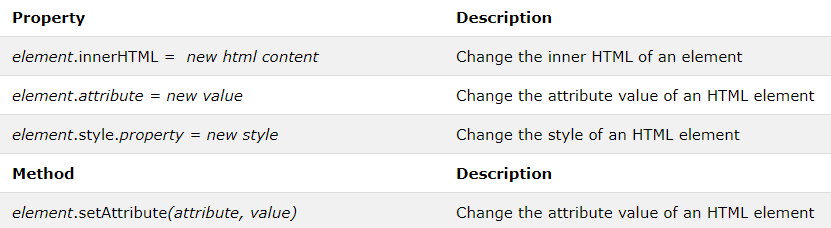 Property Description
element.innerHTML = new html content Change the inner HTML of an element
element.attribute = new value Change the attribute value of an HTML element
element.style.property = new style Change the style of an HTML element
Method Description
element.setAttribute(attribute, value) Change the attribute value of an HTML element